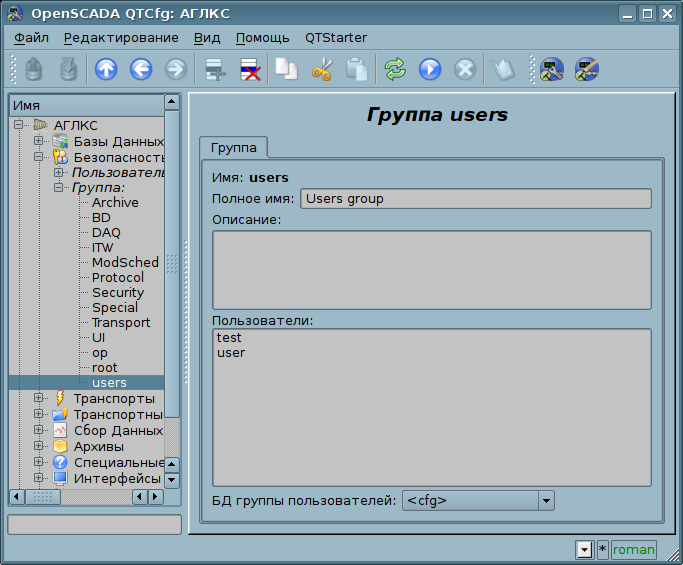 OpenSCADA QTCfg: АГЛКС
Файл Редактирование Вид Помощь QTStarter
Имя
АГЛКС
Базы Данных
Безопасность
Пользователь
Группа:
Archive
BD
DAQ
ITW
ModSched
Protocol
Security
Special
Transport
UI
op
root
users
Транспорты
Транспортны
Сбор Данных
Архивы
Специальные
Интерфейсы
Группа users
Группа
Имя: users
Полное имя: Users group
Описание:
Пользователи:
test
user
БД группы пользователей: <cfg>
* roman